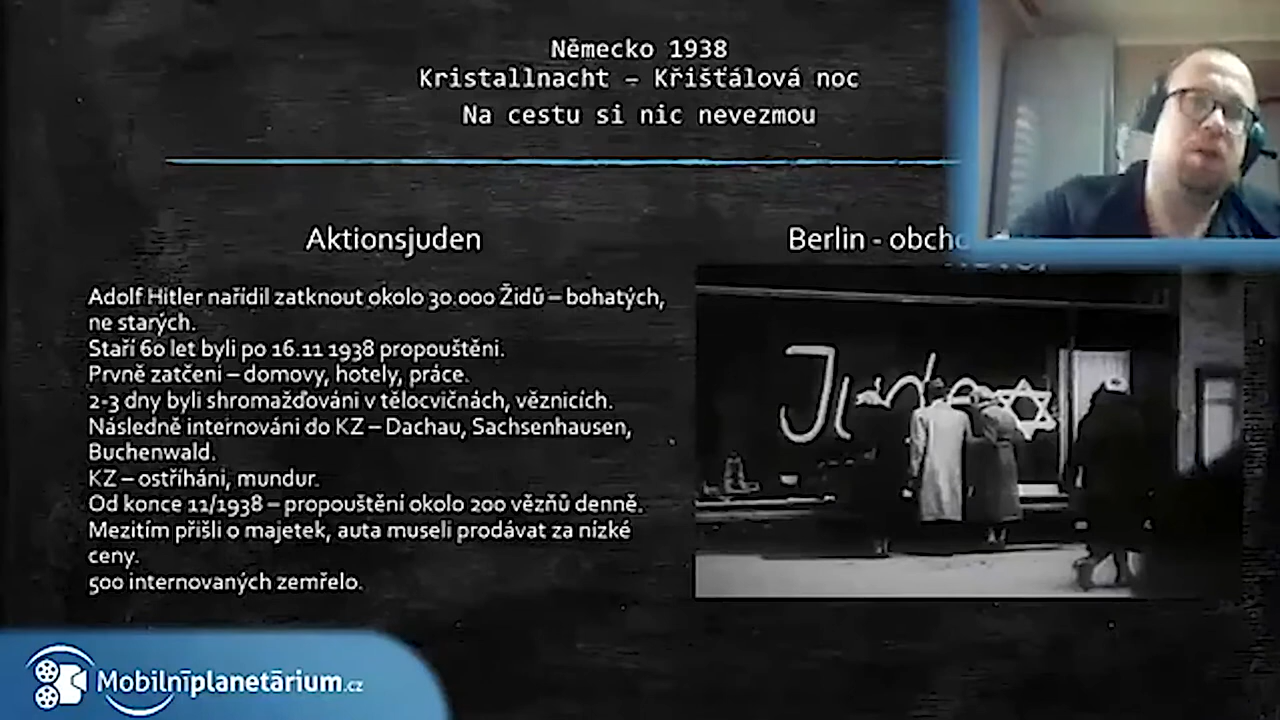 Německo 1938
Kristallnacht – Křišťálová noc
Na cestu si nic nevezmou
Aktionsjuden
Adolf Hitler nařídil zatknout okolo 30.000 Židů – bohatých,
ne starých.
Staří 60 let byli po 16.11 1938 propouštěni.
Prvně zatčeni – domovy, hotely, práce.
2-3 dny byli shromažďováni v tělocvičnách, věznicích.
Následně internováni do KZ – Dachau, Sachsenhausen,
Buchenwald.
KZ – ostříháni, mundur.
Od konce 11/1938 – propouštěni okolo 200 vězňů denně.
Mezitím přišli o majetek, auta museli prodávat za nízké
ceny.
500 internovaných zemřelo.
Berlin - obcho
Jude
Mobilnīplanetārium.cz